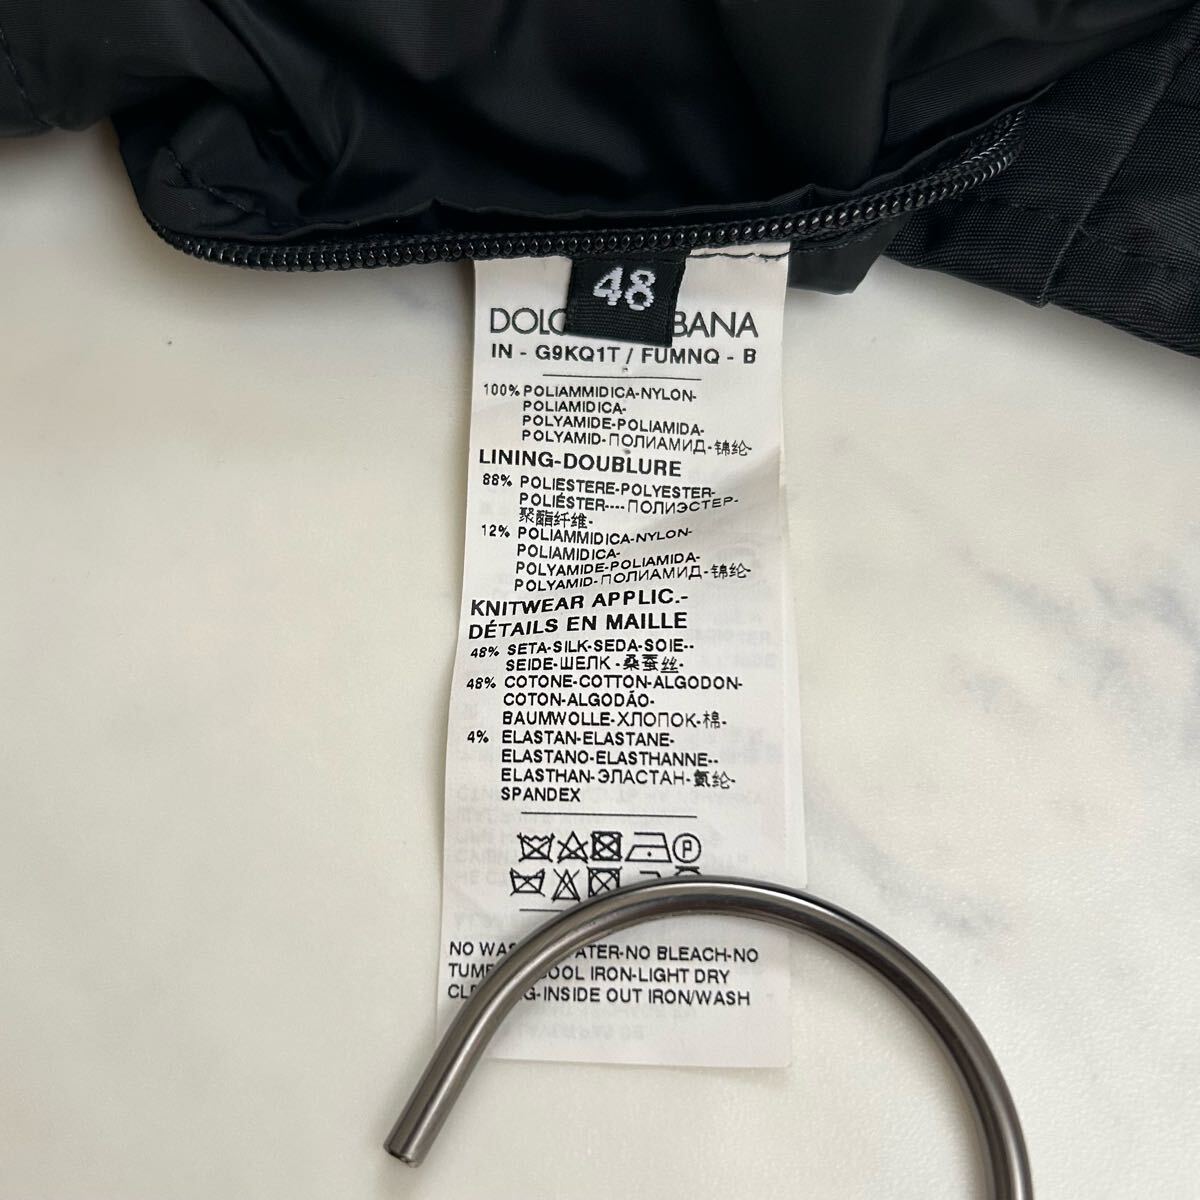 48
DOLC BANA
IN - G9KQ1T / FUMNQ - B
100% POLIAMMIDICA-NYLON-
POLIAMIDICA-
POLYAMIDE-POLIAMIDA-
POLYAMID-ПОЛИАМИД-锦纶-
LINING-DOUBLURE
88% POLIESTERE-POLYESTER-
POLIÉSTER----ПОЛИЭСТЕР-
聚酯纤维-
12% POLIAMMIDICA-NYLON-
POLIAMIDICA-
POLYAMIDE-POLIAMIDA-
POLYAMID-ПОЛИАМИД-锦纶-
KNITWEAR APPLIC.-
DÉTAILS EN MAILLE
48% SETA-SILK-SEDA-SOIE--
SEIDE-ШЕЛК-桑蚕丝-
48% COTONE-COTTON-ALGODON-
COTON-ALGODÃO-
BAUMWOLLE-ХЛОПОК-棉-
4% ELASTAN-ELASTANE-
ELASTANO-ELASTHANNE--
ELASTHAN-ЭЛАСТАН-氨纶-
SPANDEX
P
NO WAS ATER-NO BLEACH-NO
TUMB COOL IRON-LIGHT DRY
CLE G-INSIDE OUT IRON/WASH